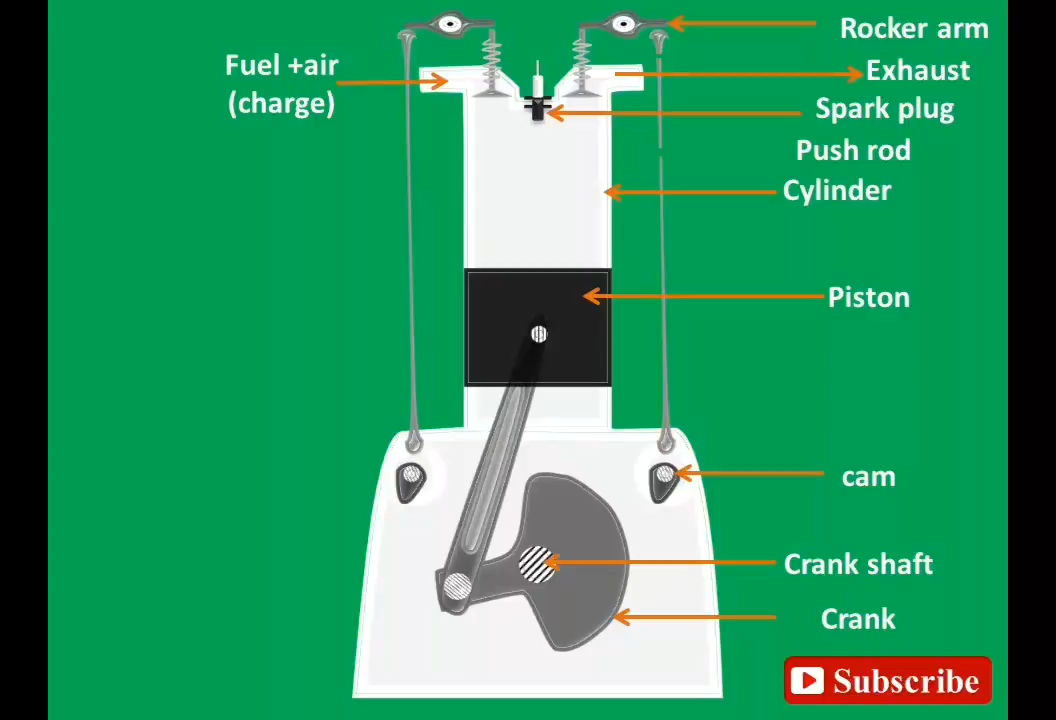 Rocker arm
Fuel +air
(charge)
Exhaust
Spark plug
Push rod
Cylinder
Piston
cam
Crank shaft
Crank
Subscribe